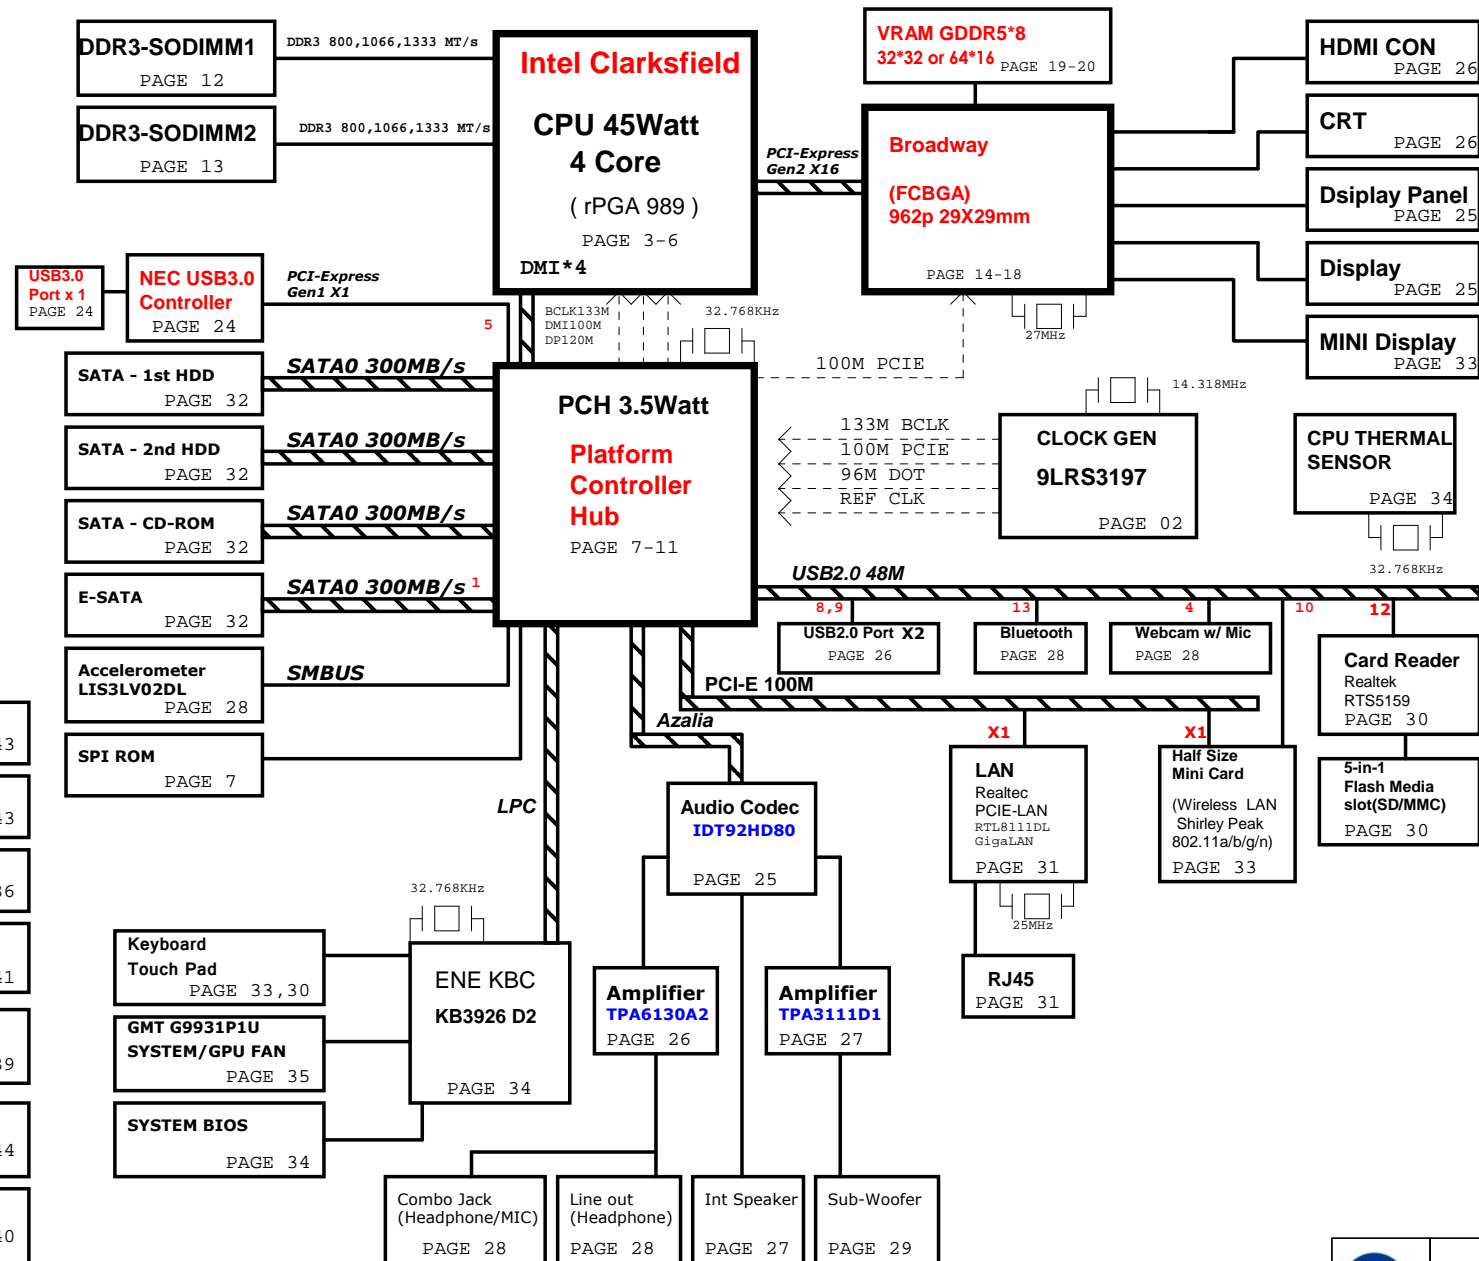 DDR3-SODIMM1
PAGE 12
DDR3 800,1066,1333 MT/s
DDR3-SODIMM2
PAGE 13
DDR3 800,1066,1333 MT/s
Intel Clarksfield
CPU 45Watt
4 Core
( rPGA 989 )
PAGE 3-6
DMI*4
VRAM GDDR5*8
32*32 or 64*16 PAGE 19-20
PCI-Express
Gen2 X16
Broadway
(FCBGA)
962p 29X29mm
PAGE 14-18
27MHz
HDMI CON
PAGE 26
CRT
PAGE 26
Dsiplay Panel
PAGE 25
Display
PAGE 25
MINI Display
PAGE 33
USB3.0
Port x 1
PAGE 24
NEC USB3.0
Controller
PAGE 24
PCI-Express
Gen1 X1
5
BCLK133M
DMI100M
DP120M
32.768KHz
100M PCIE
SATA - 1st HDD
PAGE 32
SATA0 300MB/s
SATA - 2nd HDD
PAGE 32
SATA0 300MB/s
SATA - CD-ROM
PAGE 32
SATA0 300MB/s
E-SATA
PAGE 32
SATA0 300MB/s 1
Accelerometer
LIS3LV02DL
PAGE 28
SMBUS
SPI ROM
PAGE 7
PCH 3.5Watt
Platform
Controller
Hub
PAGE 7-11
133M BCLK
100M PCIE
96M DOT
REF CLK
14.318MHz
CLOCK GEN
9LRS3197
PAGE 02
CPU THERMAL
SENSOR
PAGE 34
32.768KHz
USB2.0 48M
8,9
13
4
10
12
USB2.0 Port X2
PAGE 26
Bluetooth
PAGE 28
Webcam w/ Mic
PAGE 28
Card Reader
Realtek
RTS5159
PAGE 30
5-in-1
Flash Media
slot(SD/MMC)
PAGE 30
PCI-E 100M
Azalia
LPC
X1
X1
LAN
Realtec
PCIE-LAN
RTL8111DL
GigaLAN
PAGE 31
25MHz
RJ45
PAGE 31
Half Size
Mini Card
(Wireless LAN
Shirley Peak
802.11a/b/g/n)
PAGE 33
Audio Codec
IDT92HD80
PAGE 25
32.768KHz
Keyboard
Touch Pad
PAGE 33,30
GMT G9931P1U
SYSTEM/GPU FAN
PAGE 35
SYSTEM BIOS
PAGE 34
ENE KBC
KB3926 D2
PAGE 34
Amplifier
TPA6130A2
PAGE 26
Amplifier
TPA3111D1
PAGE 27
Combo Jack
(Headphone/MIC)
PAGE 28
Line out
(Headphone)
PAGE 28
Int Speaker
PAGE 27
Sub-Woofer
PAGE 29